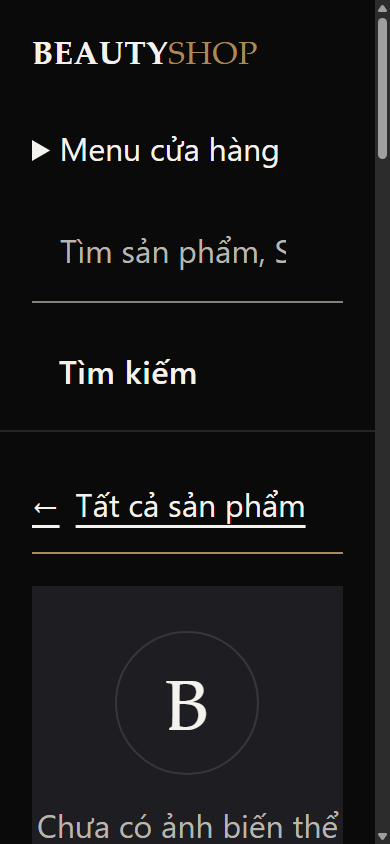 BEAUTYSHOP
▶ Menu cửa hàng
Tìm sản phẩm, S
Tìm kiếm
← Tất cả sản phẩm
B
Chưa có ảnh biến thể